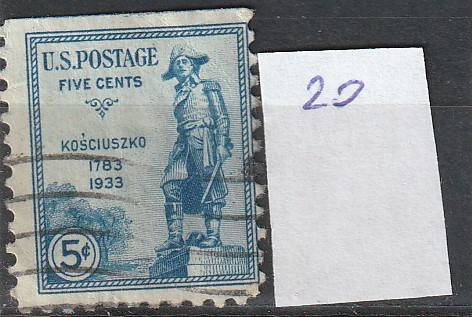 U.S. POSTAGE
FIVE CENTS
KOŚCIUSZKO
1783
1933
5¢
20